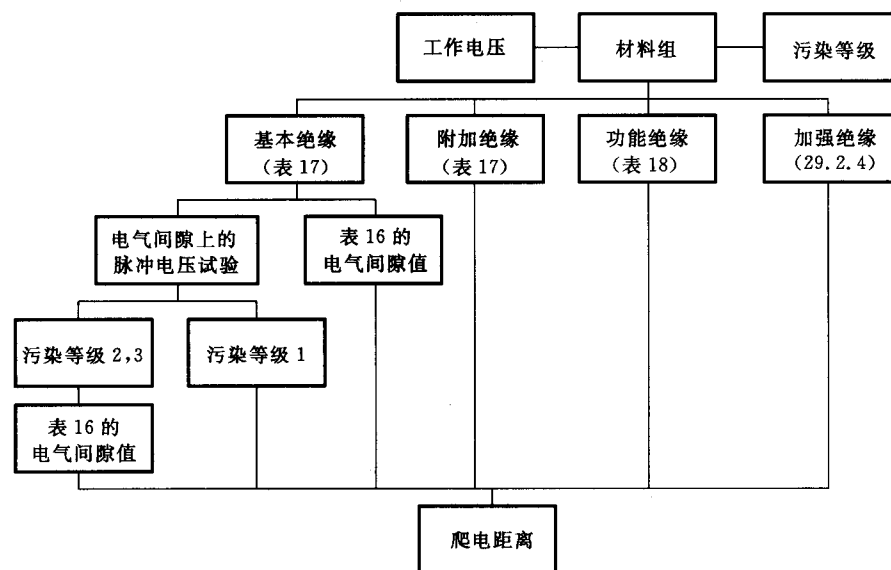 工作电压
材料组
污染等级
基本绝缘
（表 17）
附加绝缘
（表 17）
功能绝缘
（表 18）
加强绝缘
(29.2.4)
电气间隙上的
脉冲电压试验
表 16 的
电气间隙值
污染等级 2,3
污染等级 1
表 16 的
电气间隙值
爬电距离